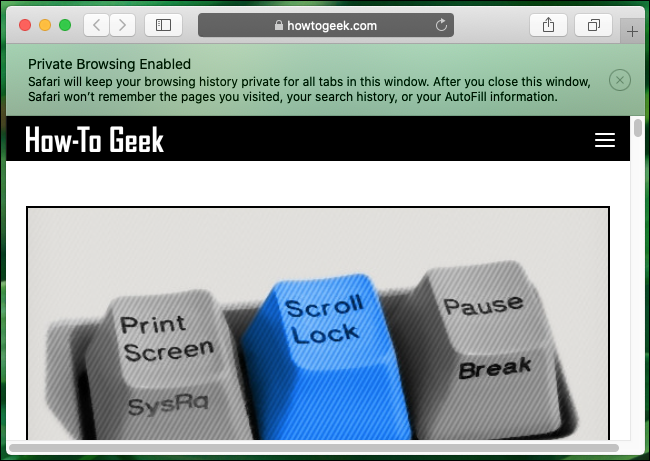 howtogeek.com
Private Browsing Enabled
Safari will keep your browsing history private for all tabs in this window. After you close this window,
Safari won’t remember the pages you visited, your search history, or your AutoFill information.
How-To Geek
Print
Screen
SysRq
Scroll
Lock
Pause
Break